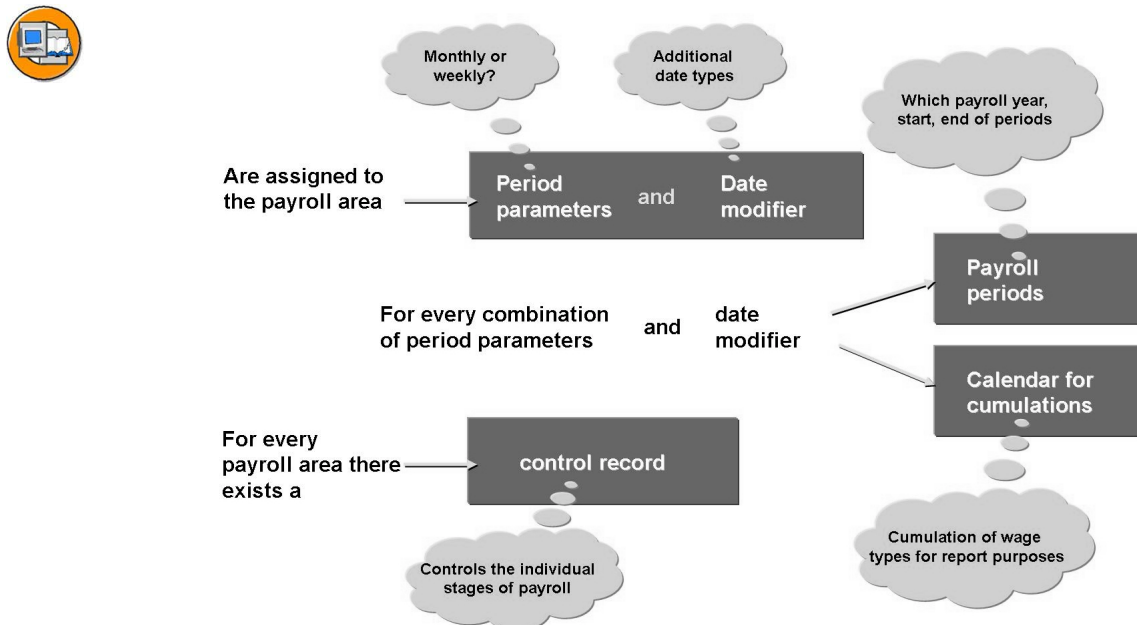 Monthly or
weekly?
Additional
date types
Which payroll year,
start, end of periods
Are assigned to
the payroll area
Period
parameters
and
Date
modifier
Payroll
periods
For every combination
of period parameters
and
date
modifier
Calendar for
cumulations
For every
payroll area there
exists a
control record
Controls the individual
stages of payroll
Cumulation of wage
types for report purposes